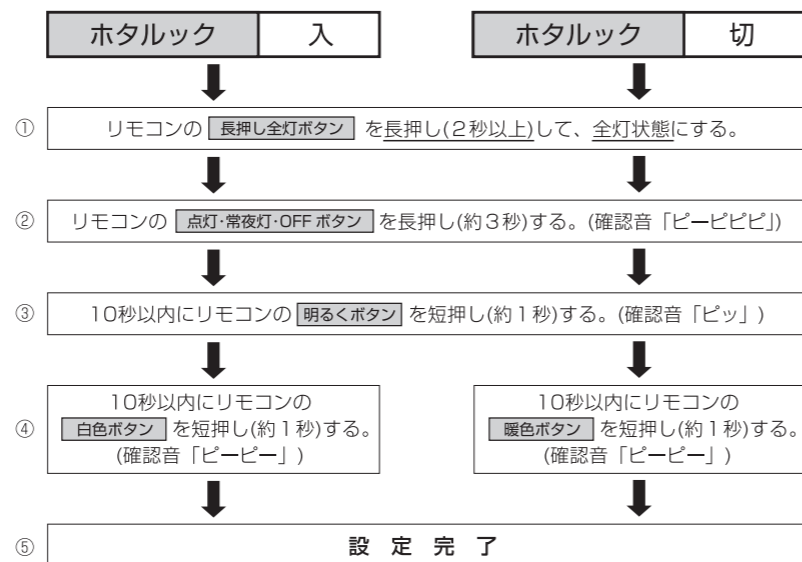 ホタルック 入
ホタルック 切
① リモコンの 長押し全灯ボタン を長押し(2秒以上)して、全灯状態にする。
② リモコンの 点灯・常夜灯・OFF ボタン を長押し(約3秒)する。(確認音「ピーピピピ」)
③ 10秒以内にリモコンの 明るくボタン を短押し(約1秒)する。(確認音「ピッ」)
④ 10秒以内にリモコンの
白色ボタン を短押し(約1秒)する。
(確認音「ピーピー」)
10秒以内にリモコンの
暖色ボタン を短押し(約1秒)する。
(確認音「ピーピー」)
⑤ 設定完了